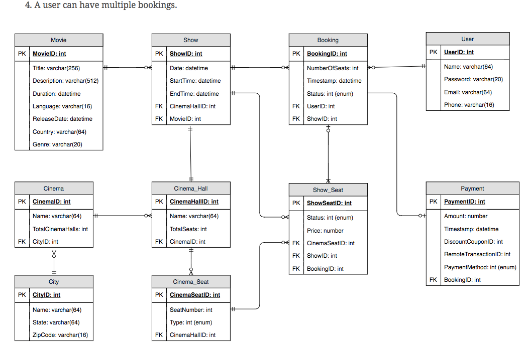 4. A user can have multiple bookings.
Movie
PK MovieID: int
Title: varchar(256)
Description: varchar(512)
Duration: datetime
Language: varchar(16)
ReleaseDate: datetime
Country: varchar(64)
Genre: varchar(20)
Show
PK ShowID: int
Date: datetime
StartTime: datetime
EndTime: datetime
FK CinemaHallID: int
FK MovieID: int
Booking
PK BookingID: int
NumberOfSeats: int
Timestamp: datetime
Status: int (enum)
FK UserID: int
FK ShowID: int
User
PK UserID: int
Name: varchar(64)
Password: varchar(20)
Email: varchar(64)
Phone: varchar(16)
Cinema
PK CinemaID: int
Name: varchar(64)
TotalCinemaHalls: int
FK CityID: int
Cinema_Hall
PK CinemaHallID: int
Name: varchar(64)
TotalSeats: int
FK CinemaID: int
Show_Seat
PK ShowSeatID: int
Status: int (enum)
Price: number
FK CinemaSeatID: int
FK ShowID: int
FK BookingID: int
Payment
PK PaymentID: int
Amount: number
Timestamp: datetime
DiscountCouponID: int
RemoteTransactionID: int
PaymentMethod: int (enum)
FK BookingID: int
City
PK CityID: int
Name: varchar(64)
State: varchar(64)
ZipCode: varchar(16)
Cinema_Seat
PK CinemaSeatID: int
SeatNumber: int
Type: int (enum)
FK CinemaHallID: int